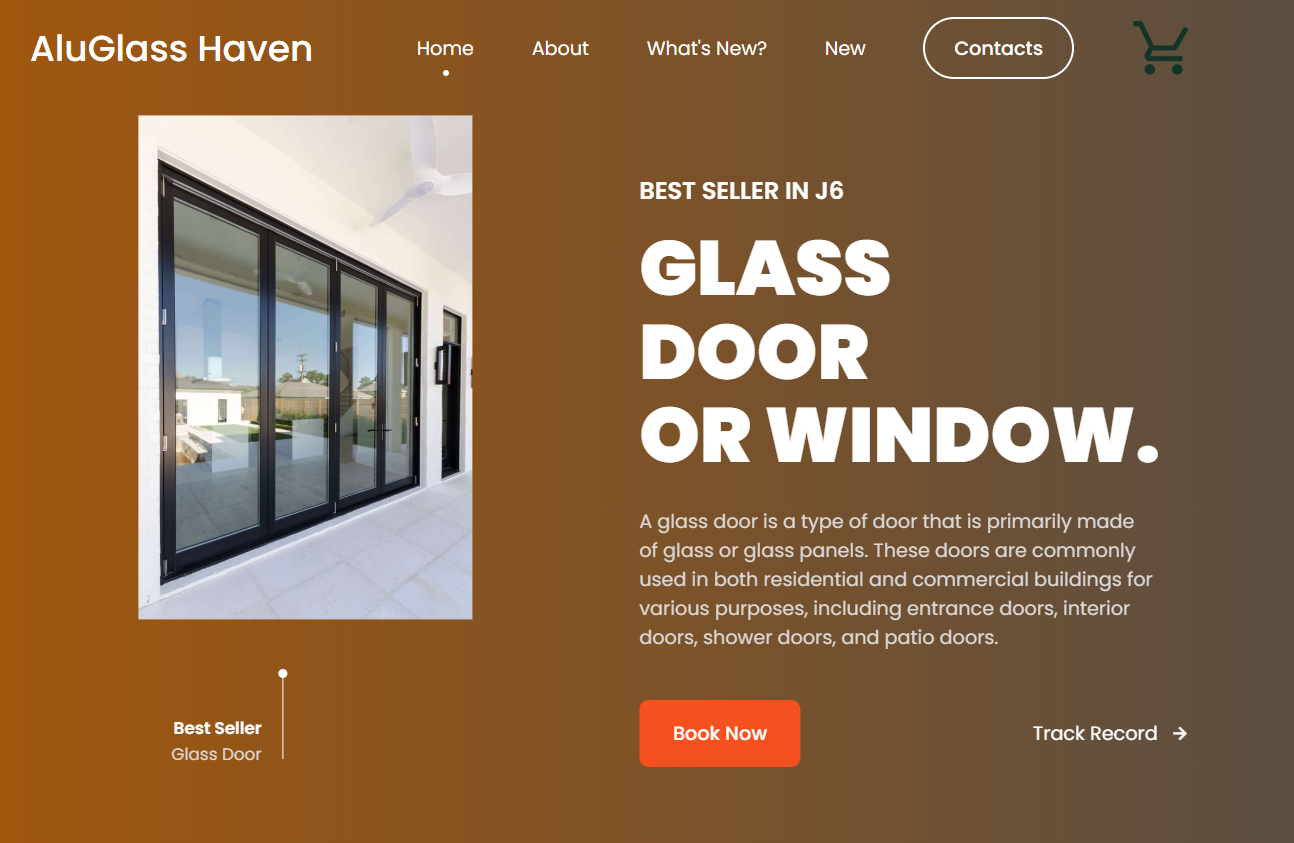 AluGlass Haven
Home
About
What's New?
New
Contacts
BEST SELLER IN J6
GLASS
DOOR
OR WINDOW.
A glass door is a type of door that is primarily made
of glass or glass panels. These doors are commonly
used in both residential and commercial buildings for
various purposes, including entrance doors, interior
doors, shower doors, and patio doors.
Best Seller
Glass Door
Book Now
Track Record